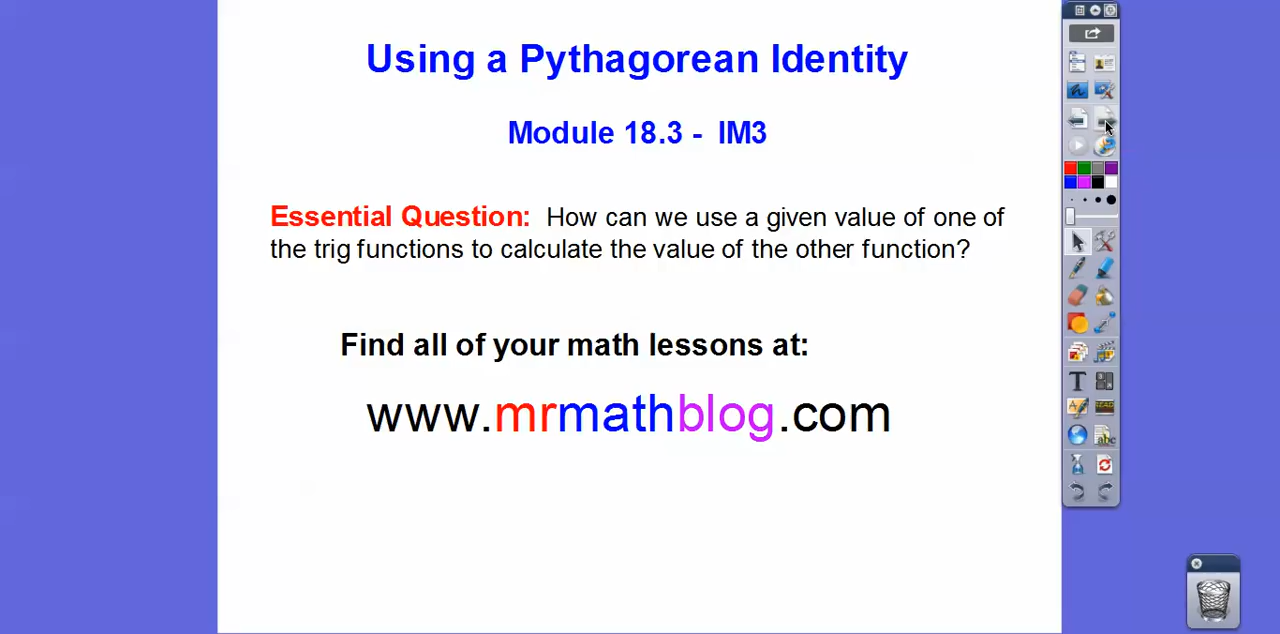 Using a Pythagorean Identity
Module 18.3 - IM3
Essential Question: How can we use a given value of one of
the trig functions to calculate the value of the other function?
Find all of your math lessons at:
www.mrmathblog.com